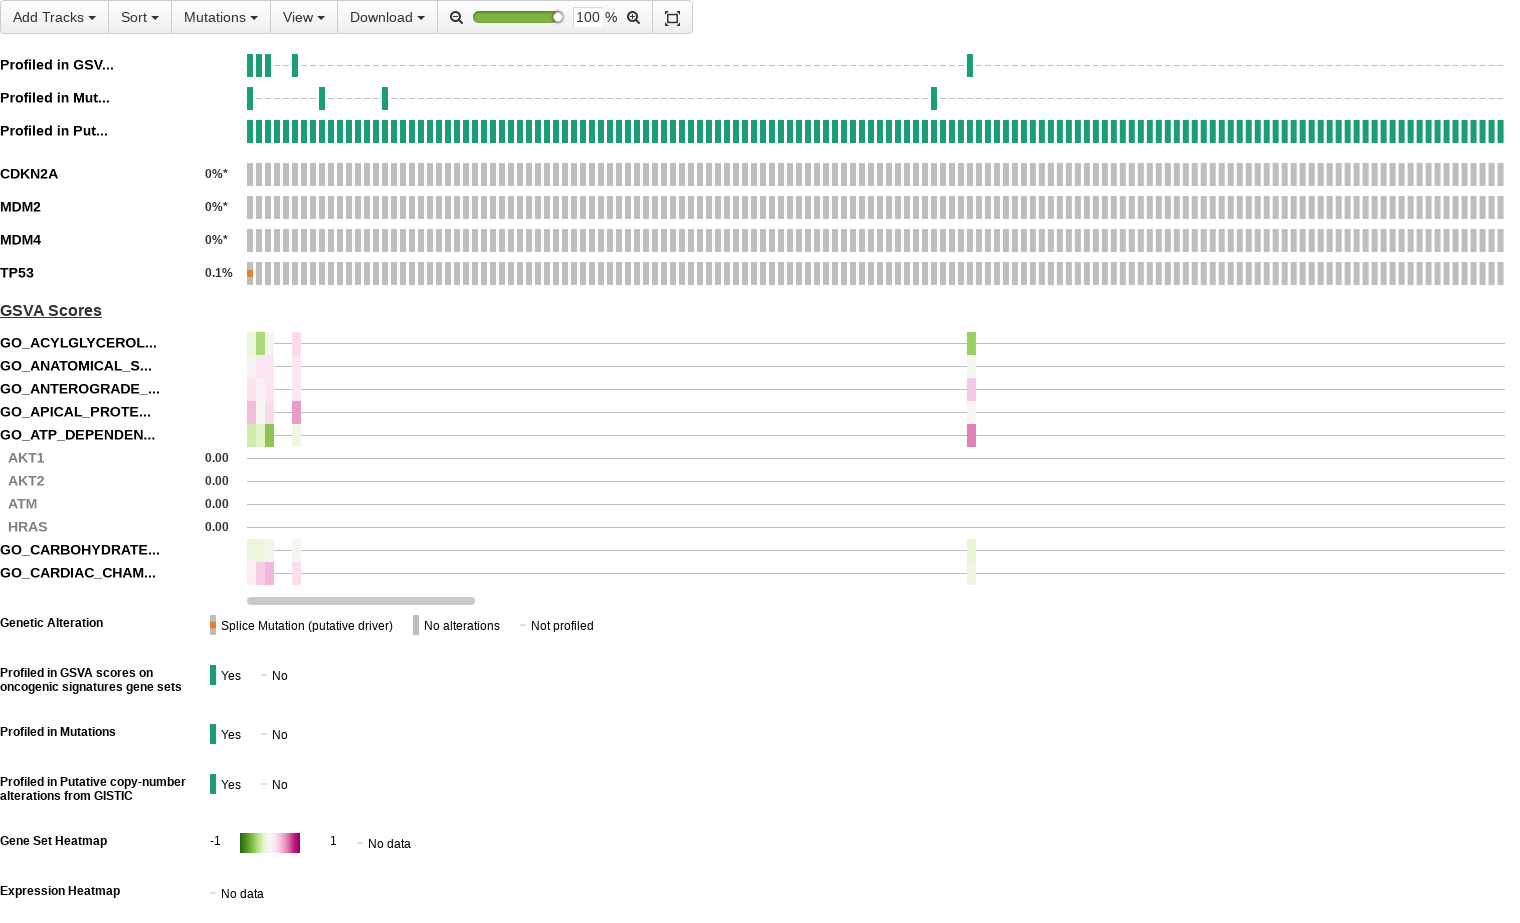 Add Tracks Sort Mutations View Download 100 %
Profiled in GSV...
Profiled in Mut...
Profiled in Put...
CDKN2A 0%*
MDM2 0%*
MDM4 0%*
TP53 0.1%
GSVA Scores
GO_ACYLGLYCEROL...
GO_ANATOMICAL_S...
GO_ANTEROGRADE_...
GO_APICAL_PROTE...
GO_ATP_DEPENDEN...
AKT1 0.00
AKT2 0.00
ATM 0.00
HRAS 0.00
GO_CARBOHYDRATE...
GO_CARDIAC_CHAM...
Genetic Alteration Splice Mutation (putative driver) No alterations Not profiled
Profiled in GSVA scores on
oncogenic signatures gene sets Yes No
Profiled in Mutations Yes No
Profiled in Putative copy-number
alterations from GISTIC Yes No
Gene Set Heatmap -1 1 No data
Expression Heatmap No data